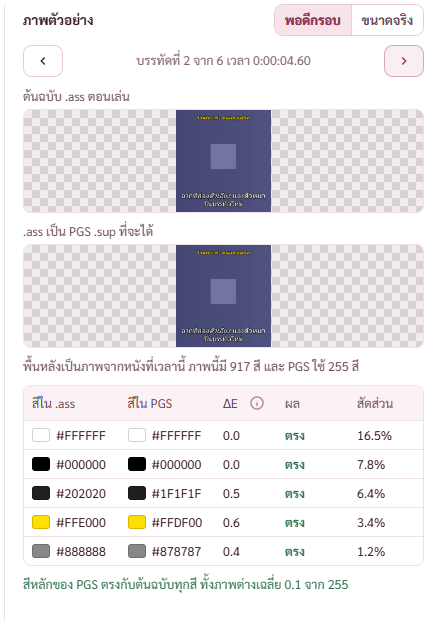 ภาพตัวอย่าง
พอดีกรอบ ขนาดจริง
บรรทัดที่ 2 จาก 6 เวลา 0:00:04.60
ต้นฉบับ .ass ตอนเล่น
.ass เป็น PGS .sup ที่จะได้
พื้นหลังเป็นภาพจากหนังที่เวลานี้ ภาพนี้มี 917 สี และ PGS ใช้ 255 สี
สีใน .ass สีใน PGS ΔE ผล สัดส่วน
#FFFFFF #FFFFFF 0.0 ตรง 16.5%
#000000 #000000 0.0 ตรง 7.8%
#202020 #1F1F1F 0.5 ตรง 6.4%
#FFE000 #FFDF00 0.6 ตรง 3.4%
#888888 #878787 0.4 ตรง 1.2%
สีหลักของ PGS ตรงกับต้นฉบับทุกสี ทั้งภาพต่างเฉลี่ย 0.1 จาก 255